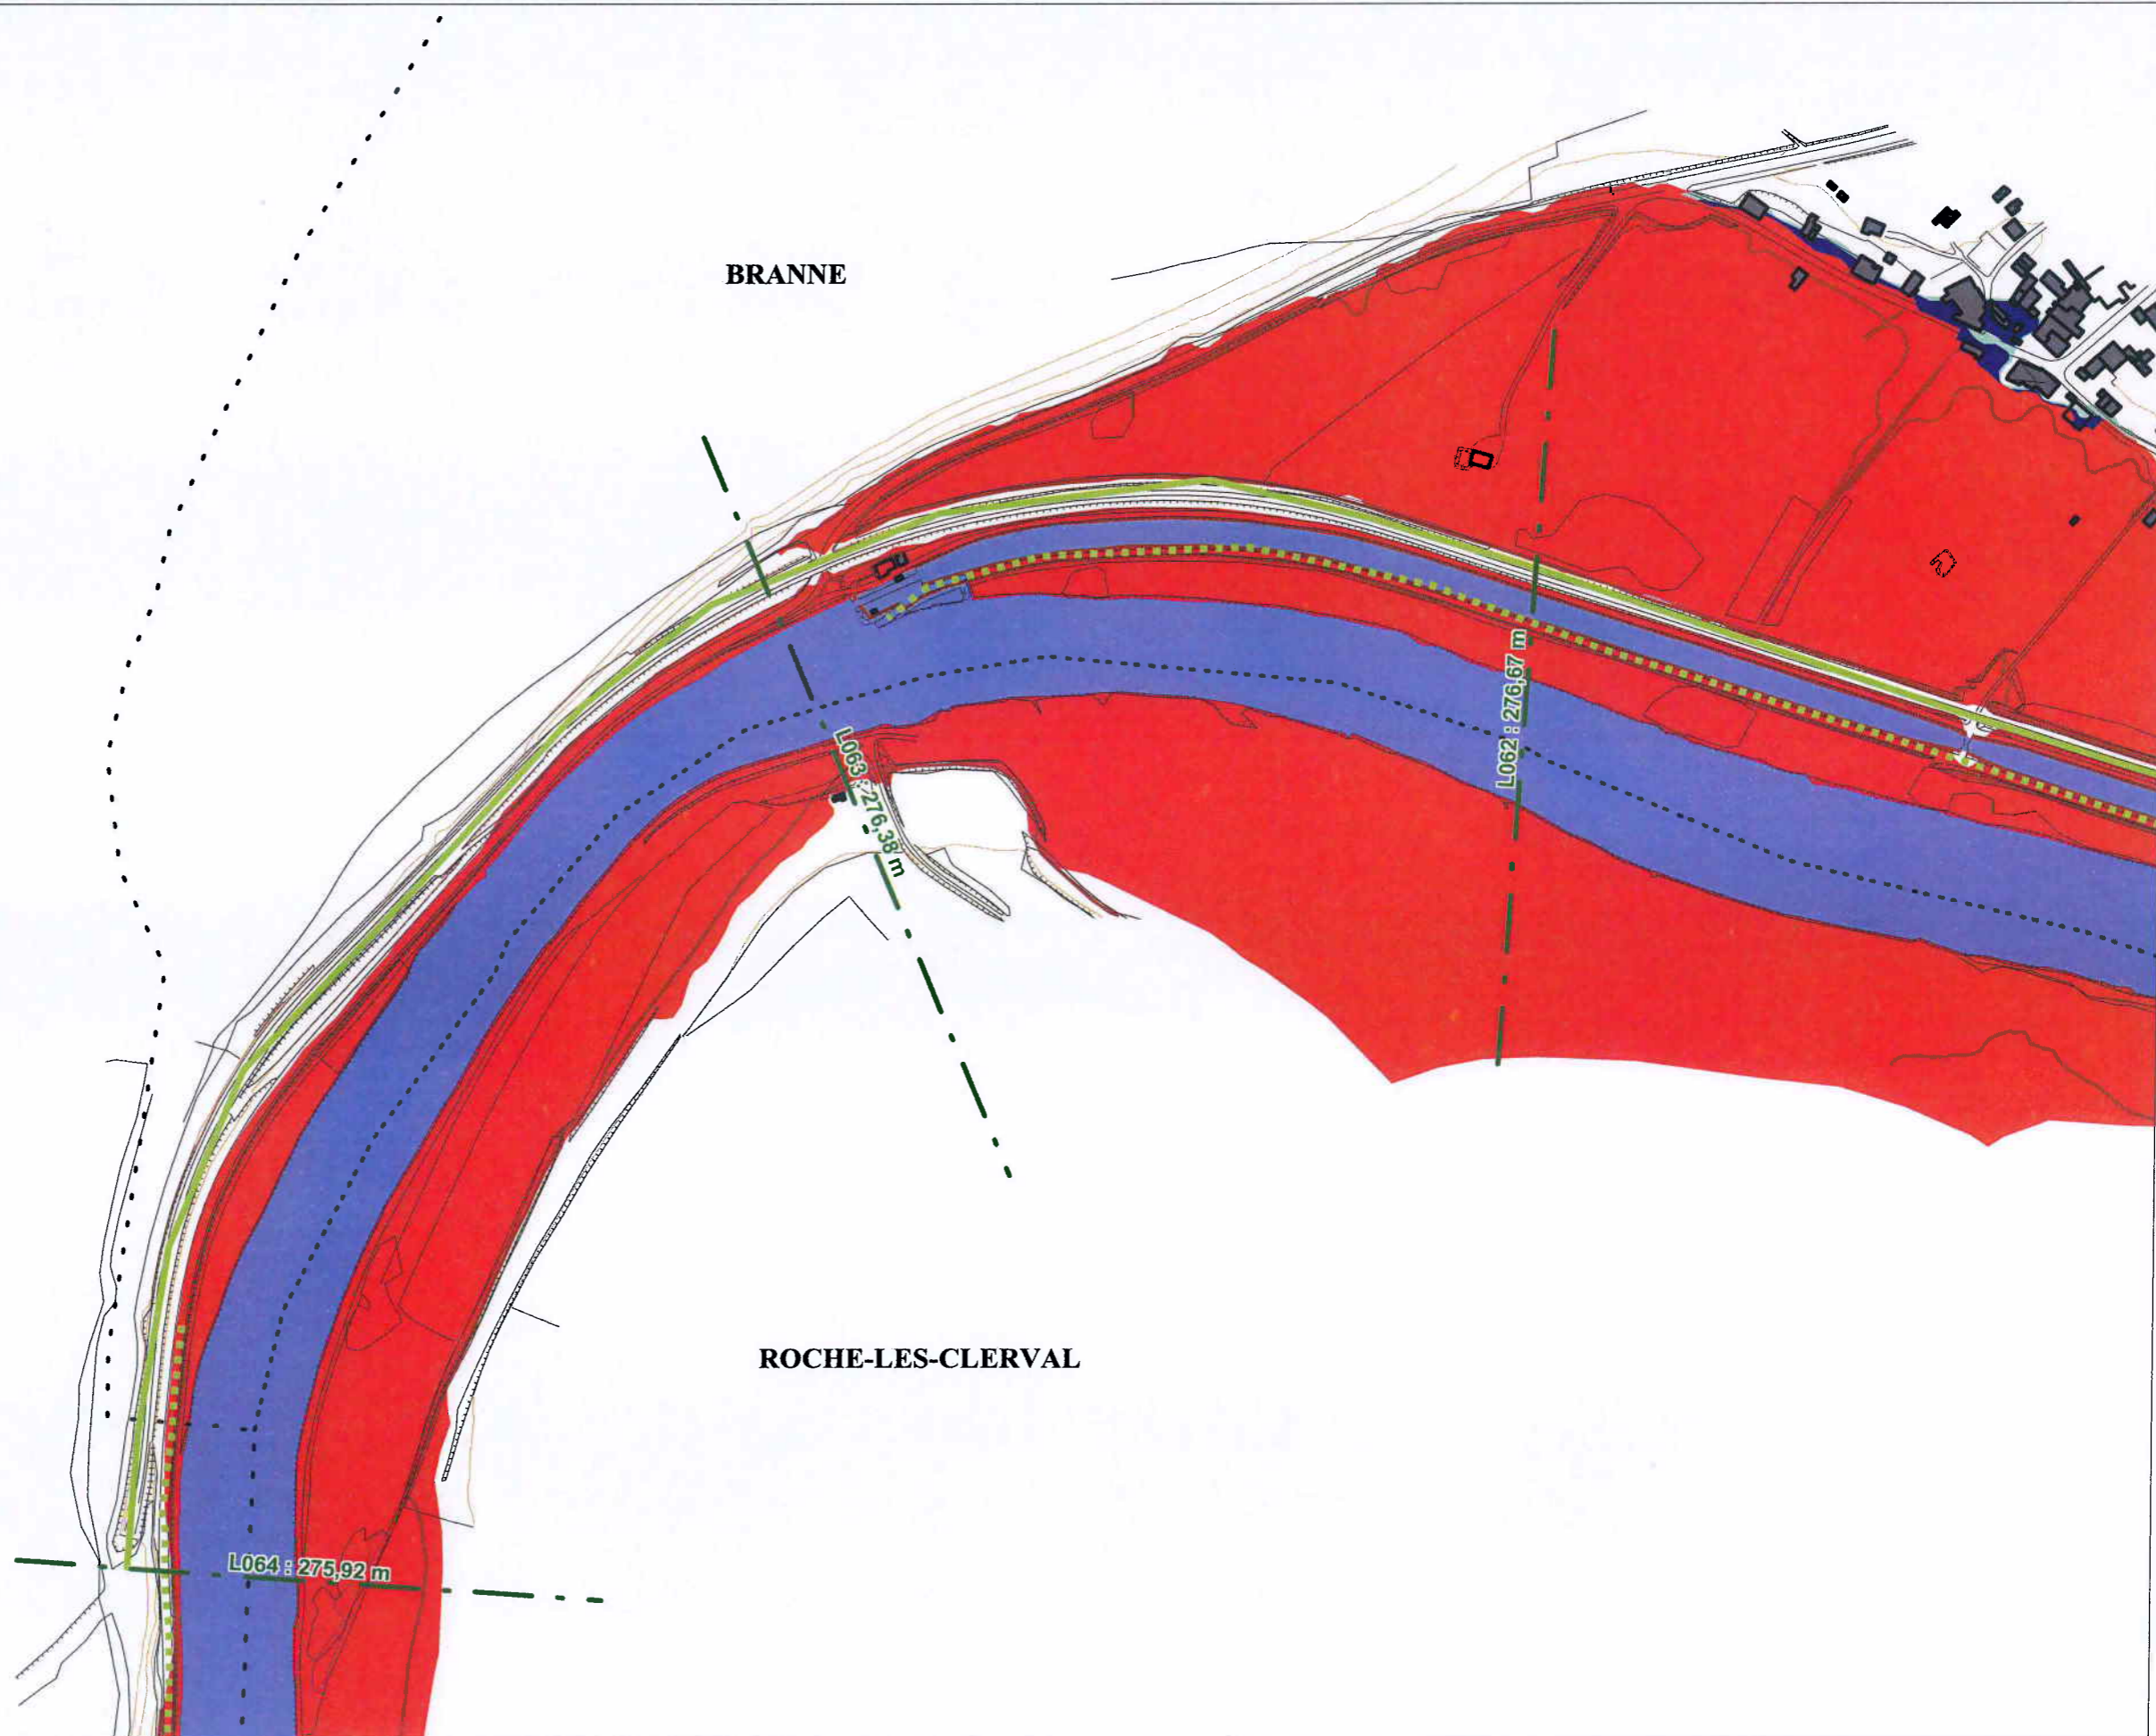 BRANNE
L062 : 276,67 m
L063 : 276,38 m
ROCHE-LES-CLERVAL
L064 : 275,92 m